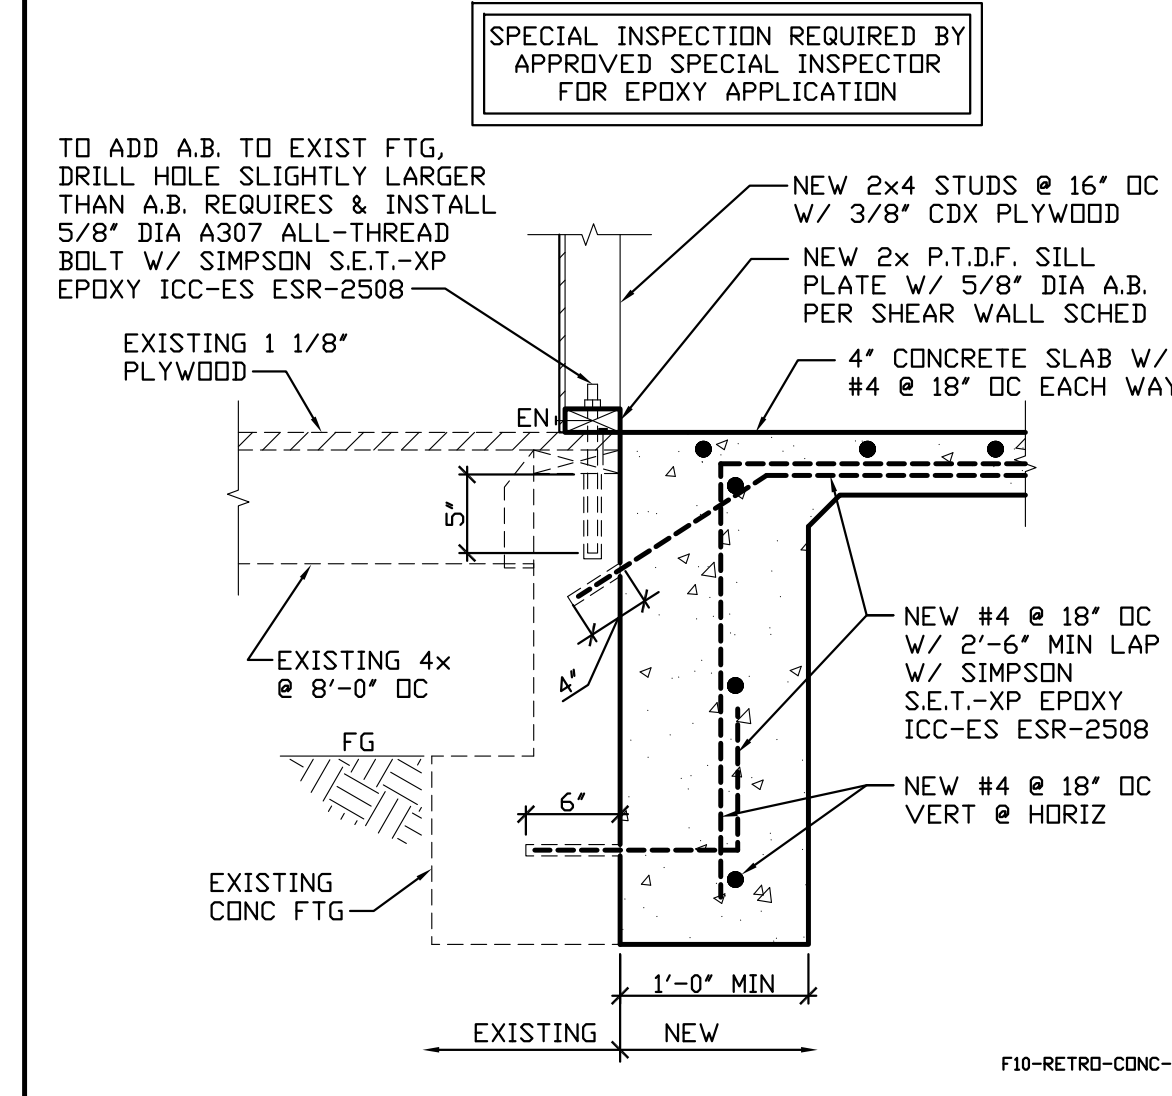 SPECIAL INSPECTION REQUIRED BY
APPROVED SPECIAL INSPECTOR
FOR EPOXY APPLICATION
TO ADD A.B. TO EXIST FTG,
DRILL HOLE SLIGHTLY LARGER
THAN A.B. REQUIRES & INSTALL
5/8" DIA A307 ALL-THREAD
BOLT W/ SIMPSON S.E.T.-XP
EPOXY ICC-ES ESR-2508
NEW 2x4 STUDS @ 16" OC
W/ 3/8" CDX PLYWOOD
NEW 2x P.T.D.F. SILL
PLATE W/ 5/8" DIA A.B.
PER SHEAR WALL SCHED
EXISTING 1 1/8"
PLYWOOD
4" CONCRETE SLAB W/
#4 @ 18" OC EACH WAY
EN
5"
EXISTING 4x
@ 8'-0" OC
4"
NEW #4 @ 18" OC
W/ 2'-6" MIN LAP
W/ SIMPSON
S.E.T.-XP EPOXY
ICC-ES ESR-2508
FG
6"
NEW #4 @ 18" OC
VERT @ HORIZ
EXISTING
CONC FTG
1'-0" MIN
EXISTING
NEW
F10-RETRO-CONC-